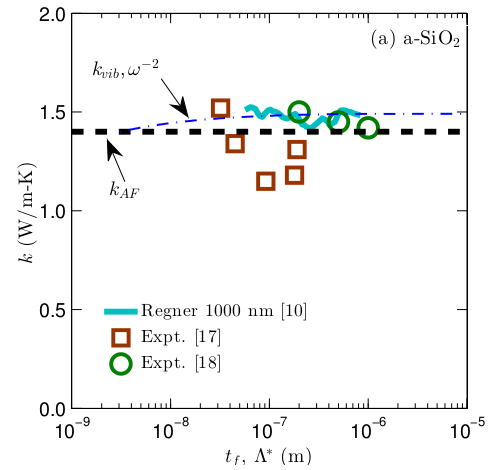 2.0
(a) a-SiO₂
k_vib, ω⁻²
1.5
k_AF
1.0
k (W/m-K)
0.5
Regner 1000 nm [10]
Expt. [17]
Expt. [18]
0.0
10⁻⁹ 10⁻⁸ 10⁻⁷ 10⁻⁶ 10⁻⁵
t_f, Λ* (m)